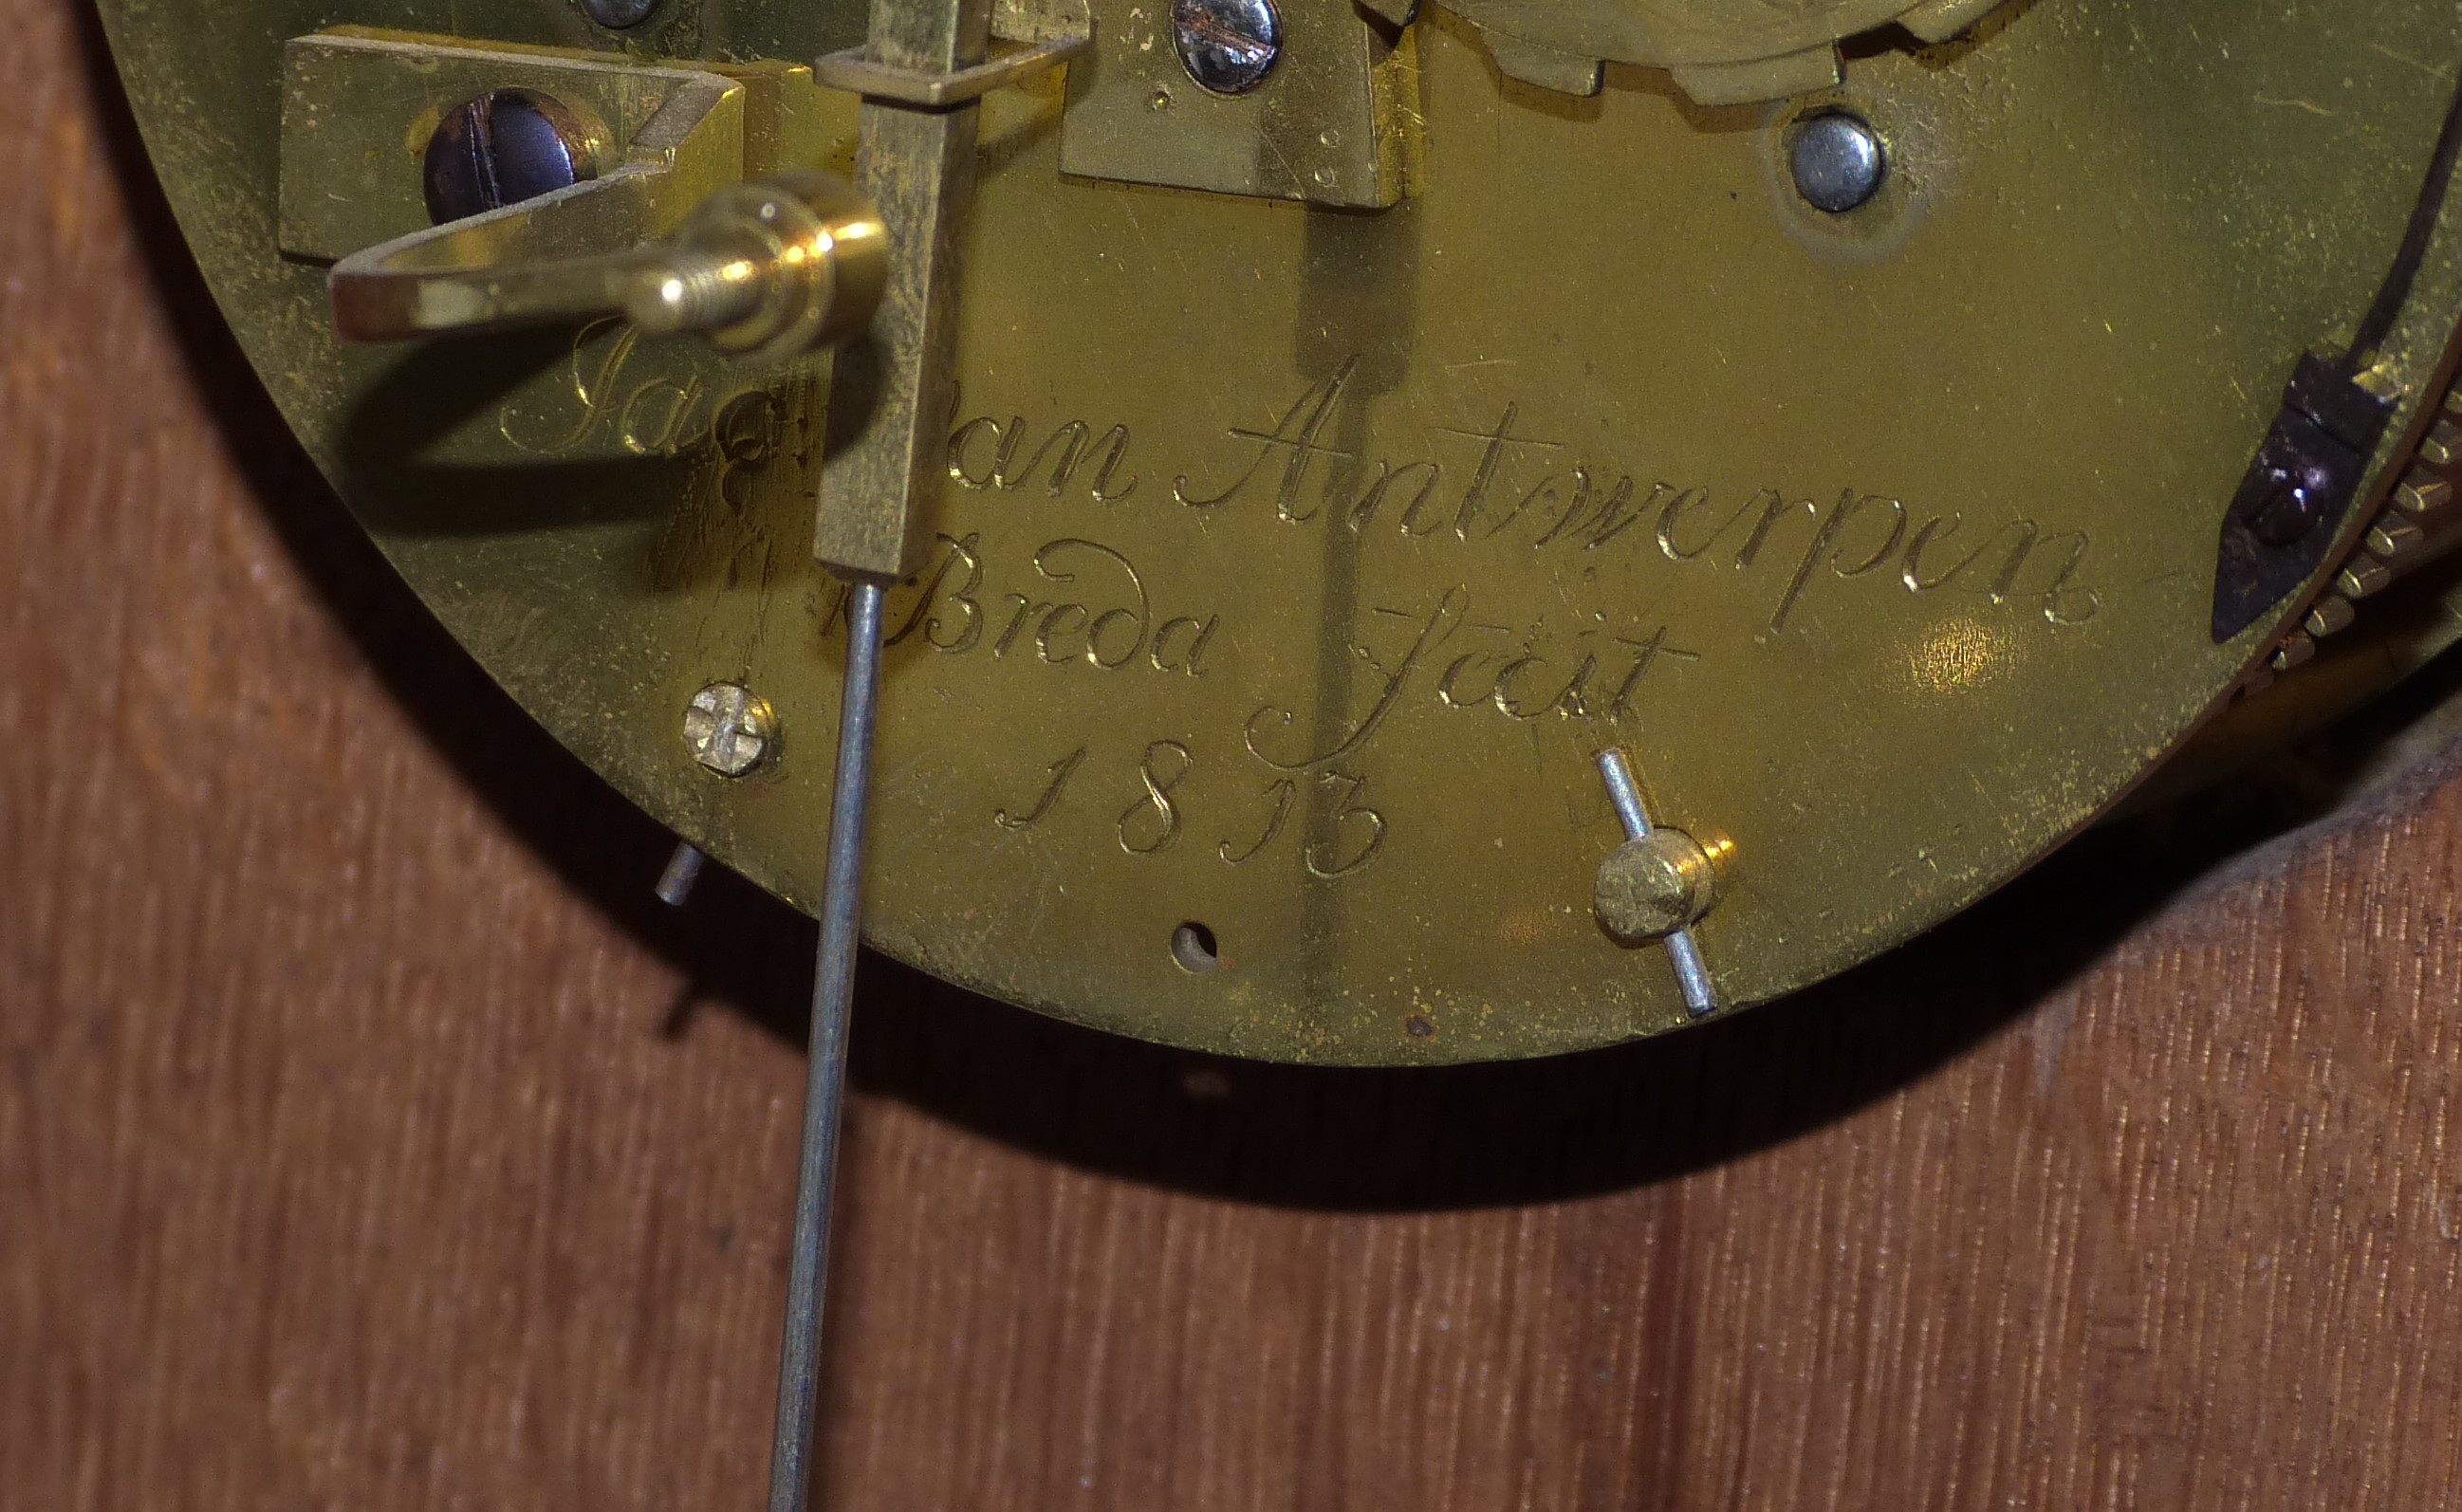 Antwerpen
Breda fecit
1813